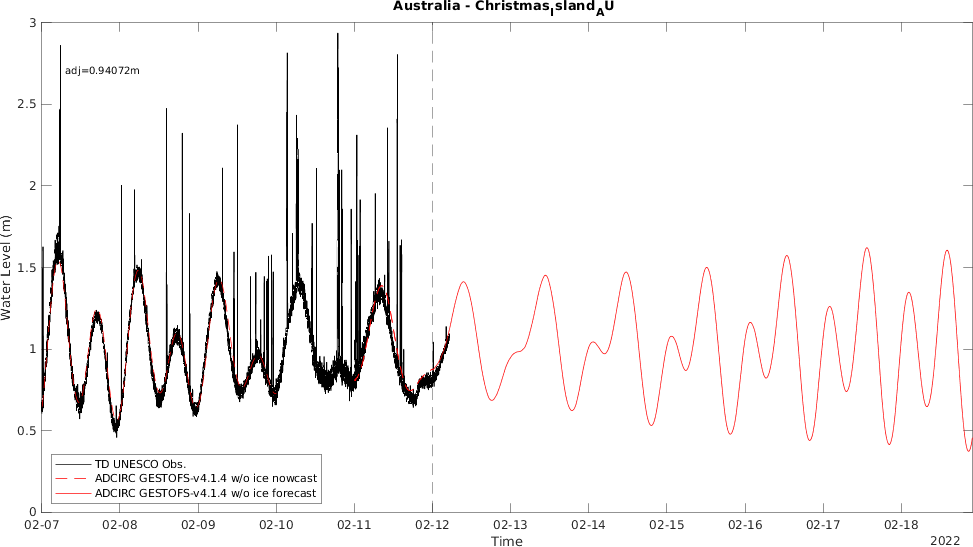 Australia - Christmas_Island_AU
3
adj=0.94072m
2.5
2
1.5
1
0.5
0
Water Level (m)
TD UNESCO Obs.
ADCIRC GESTOFS-v4.1.4 w/o ice nowcast
ADCIRC GESTOFS-v4.1.4 w/o ice forecast
02-07 02-08 02-09 02-10 02-11 02-12 02-13 02-14 02-15 02-16 02-17 02-18
Time
2022